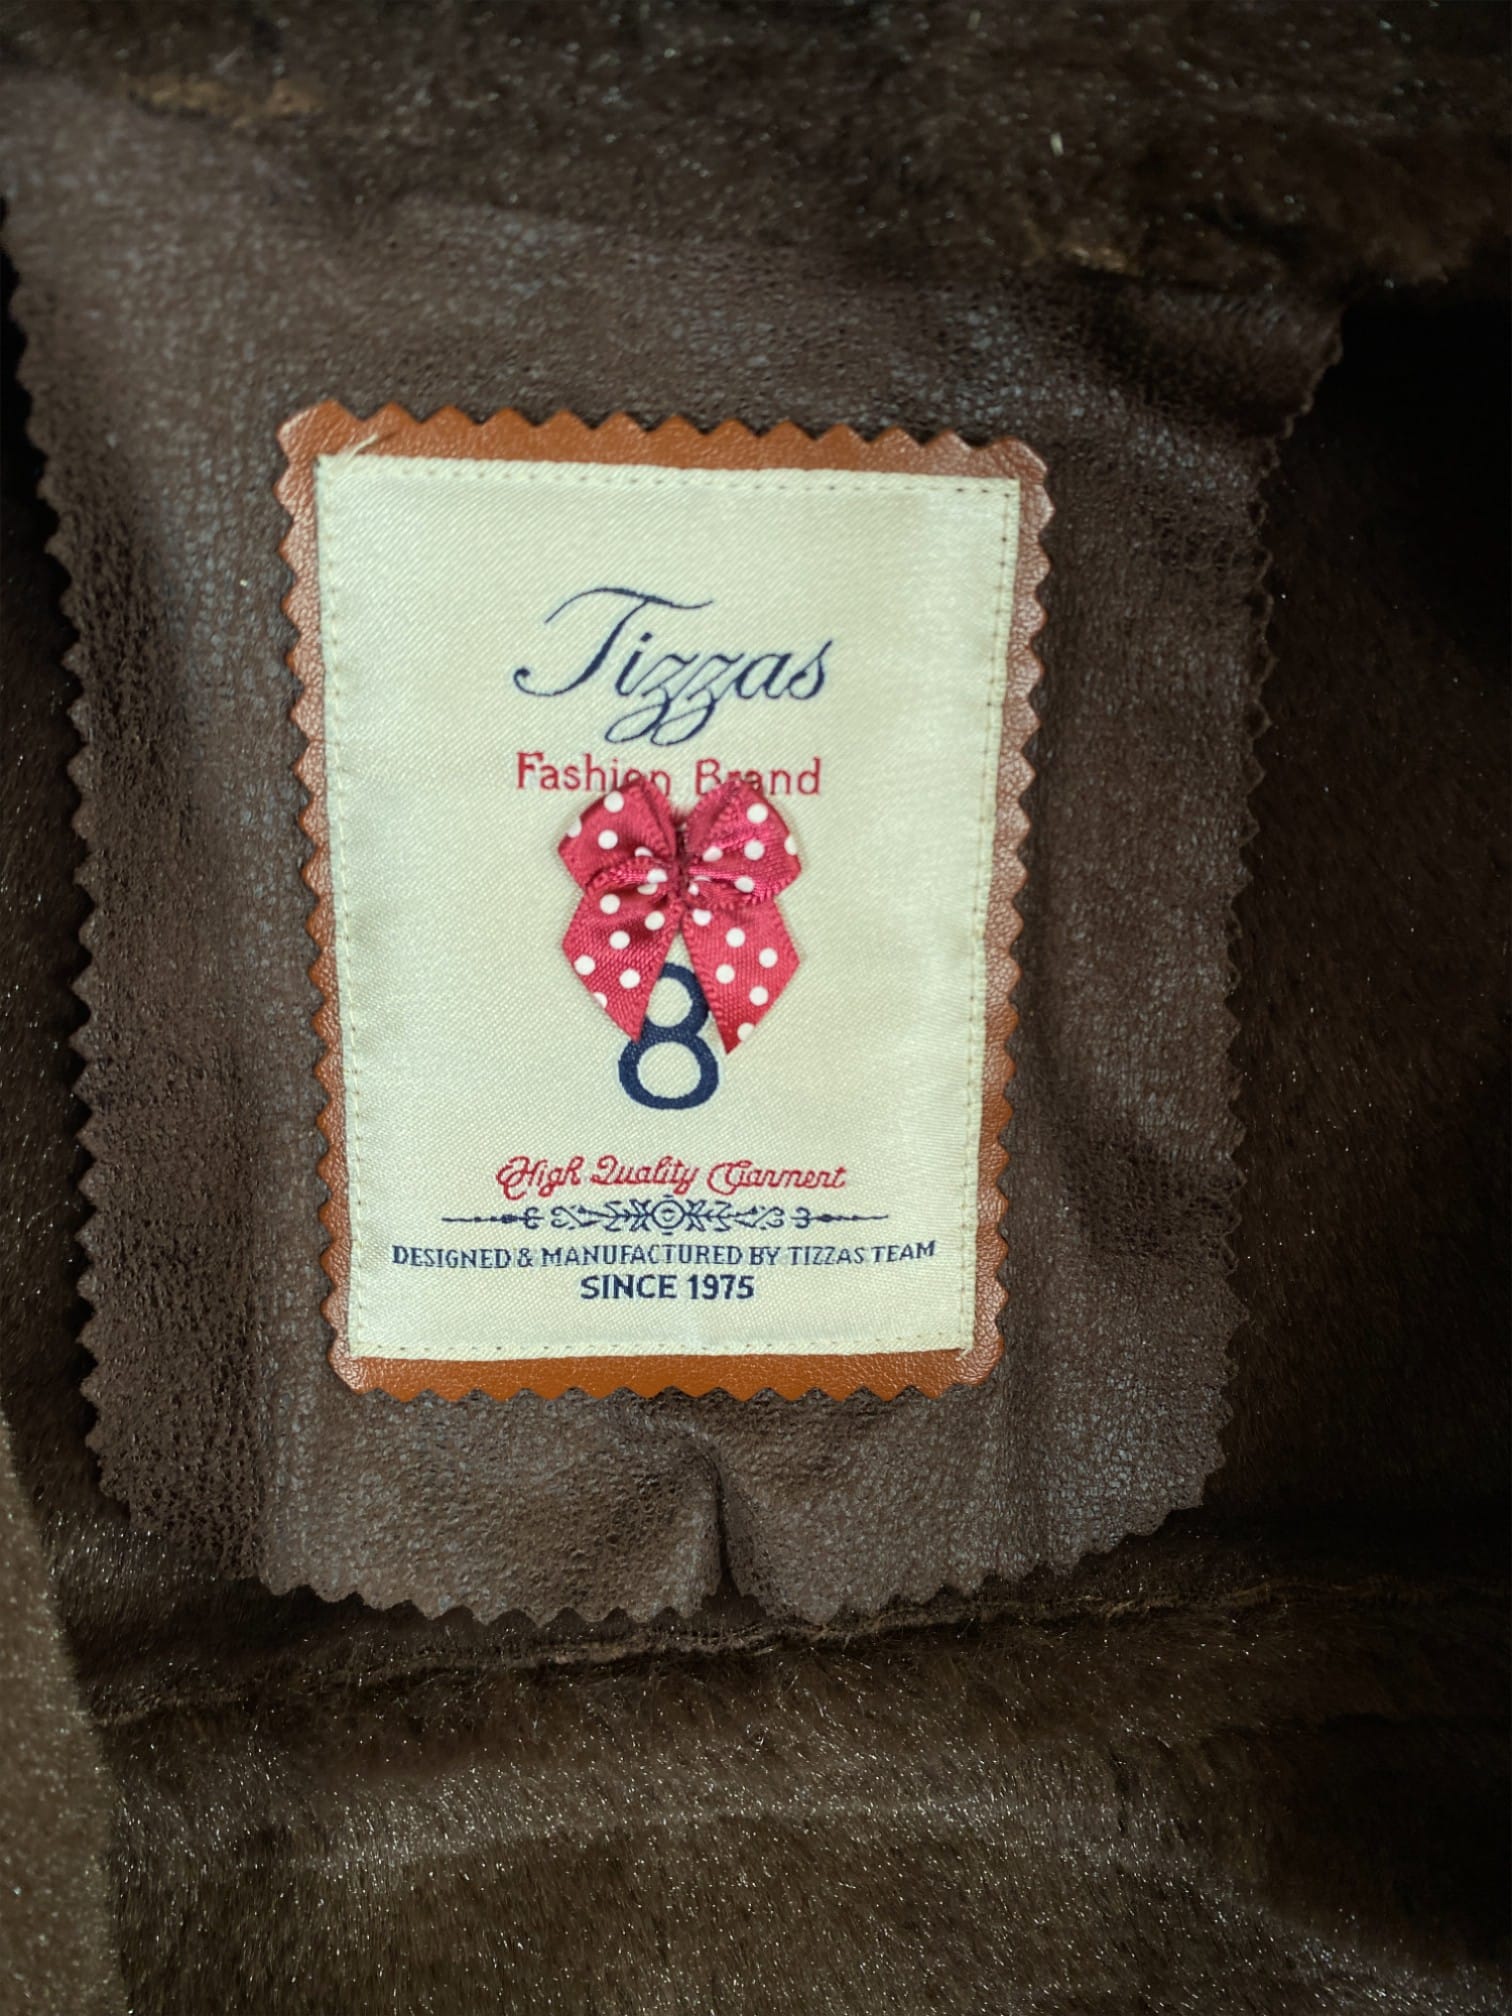 Tizzas
Fashion Brand
8
High Quality Garment
DESIGNED & MANUFACTURED BY TIZZAS TEAM
SINCE 1975